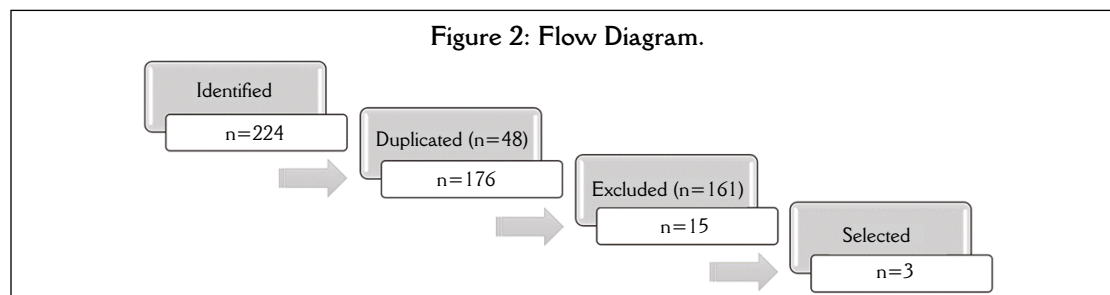 Figure 2: Flow Diagram.
Identified
n=224
Duplicated (n=48)
n=176
Excluded (n=161)
n=15
Selected
n=3